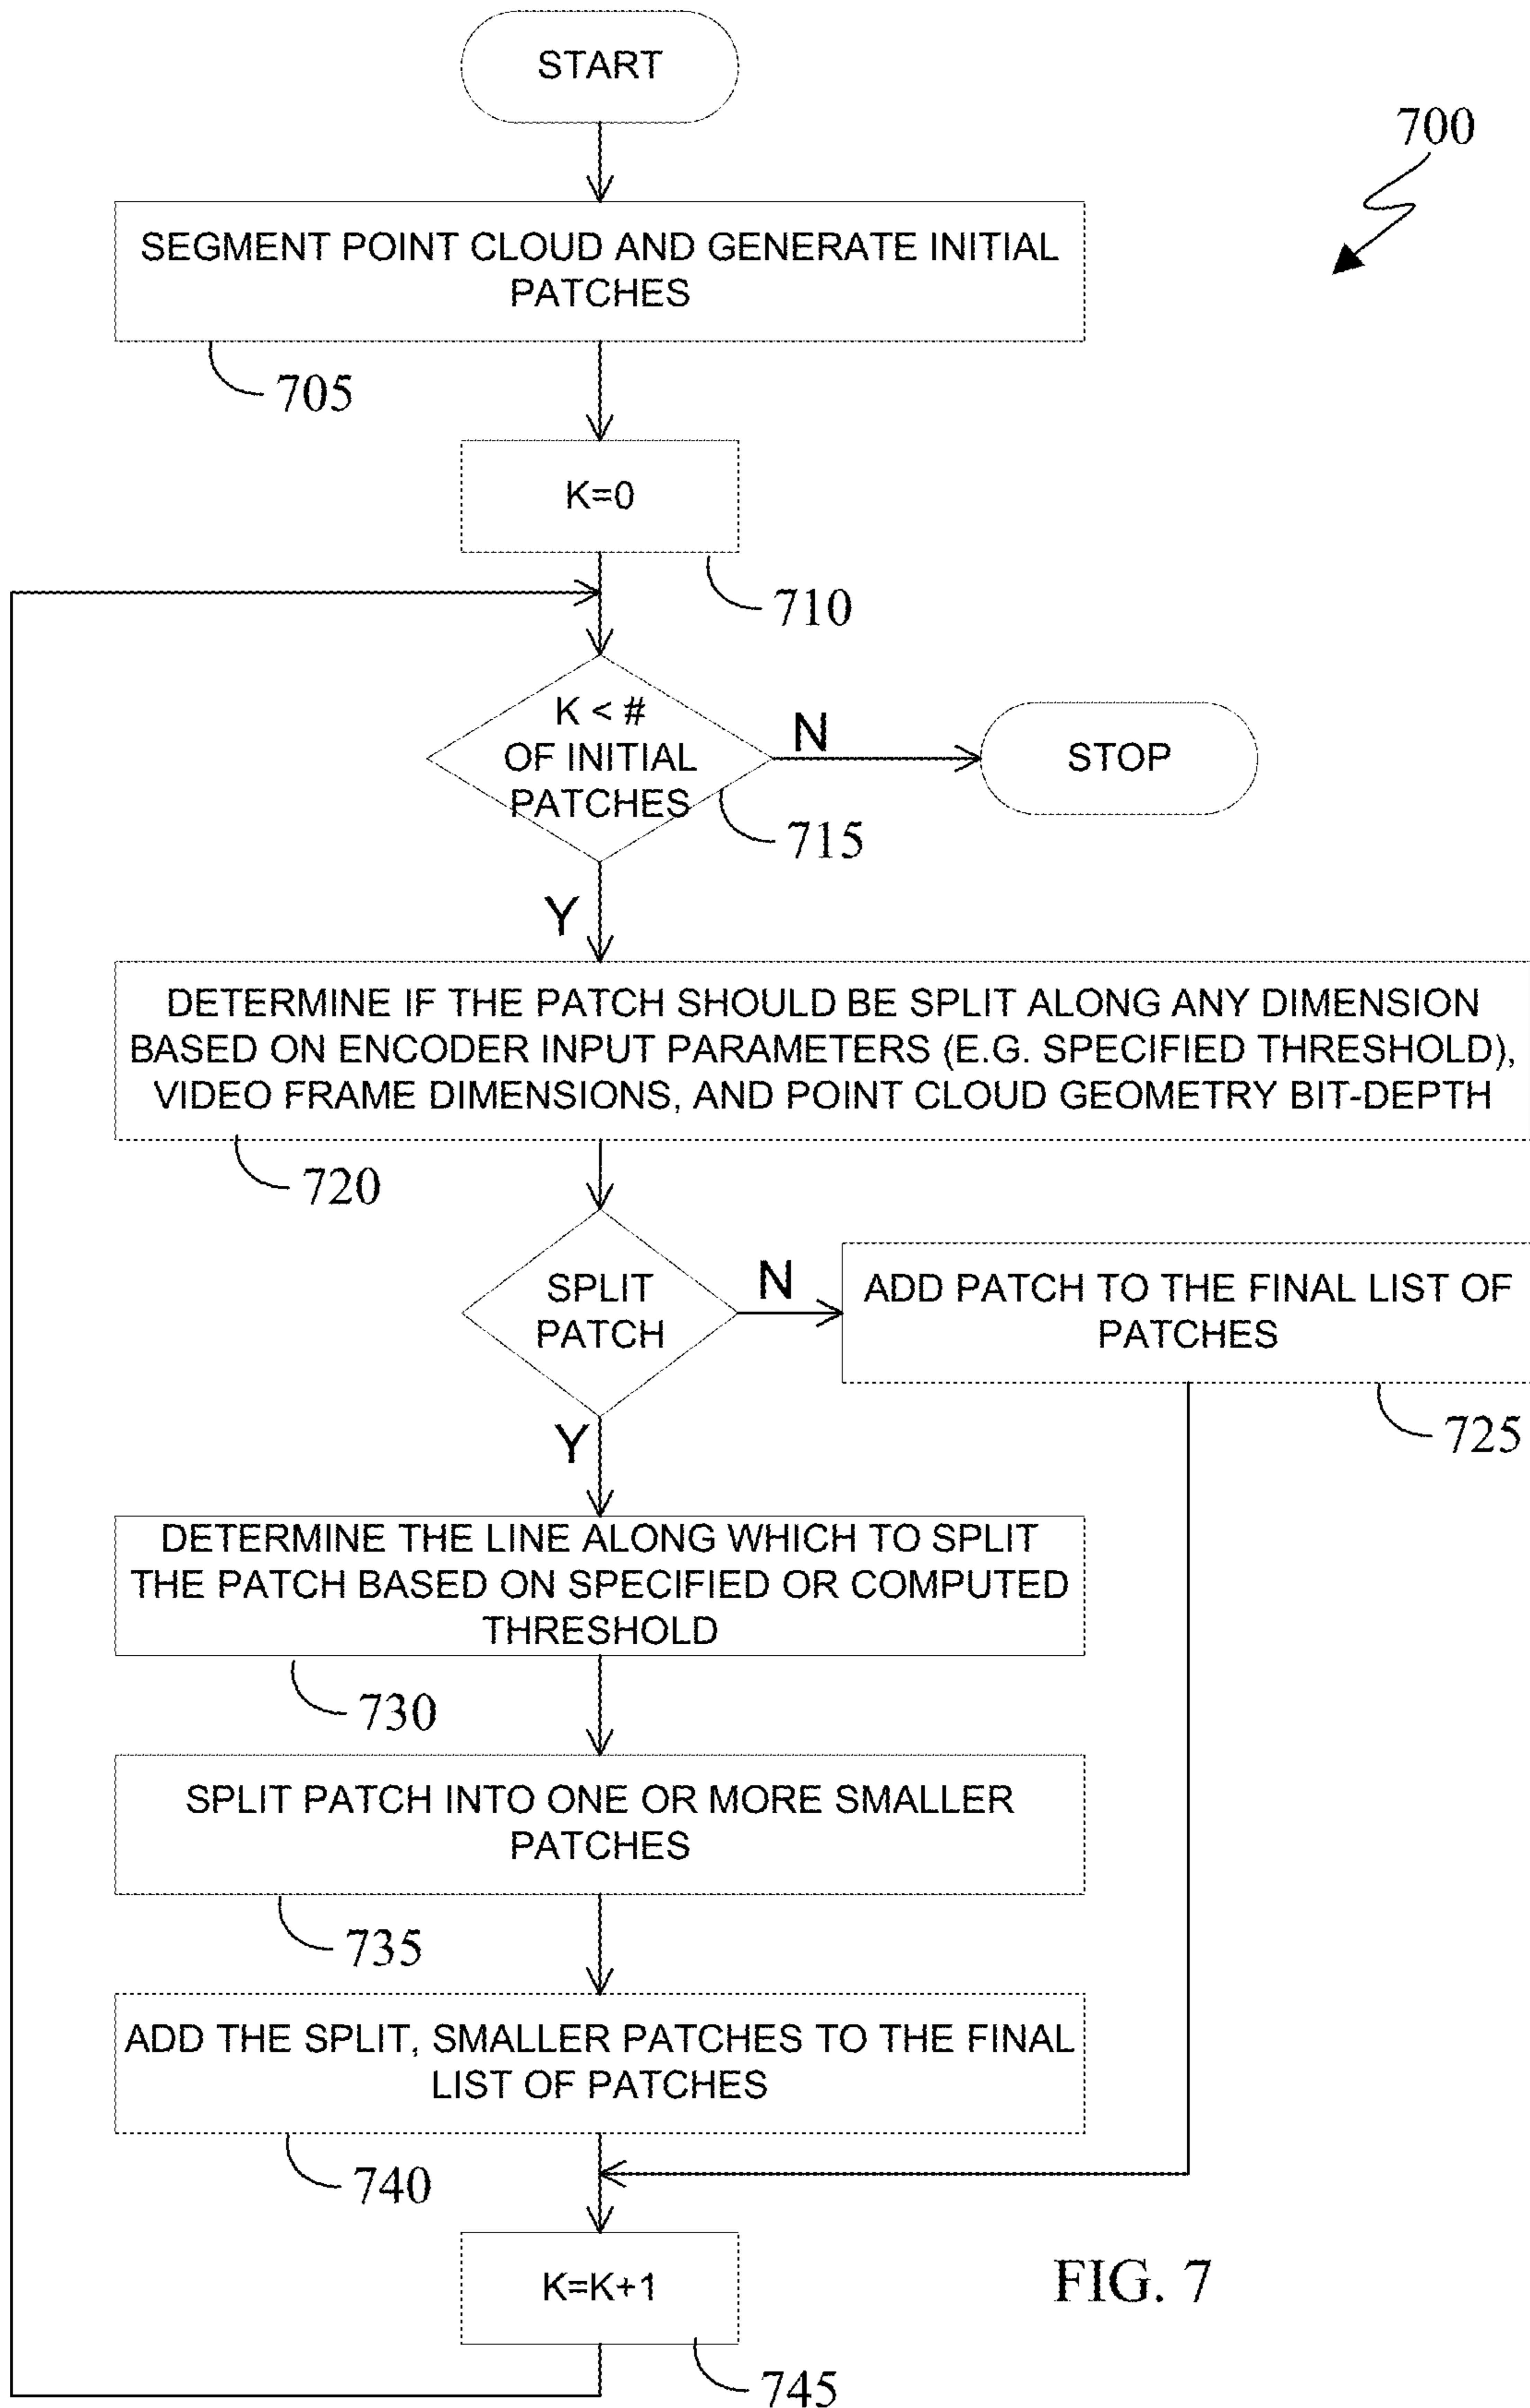 START
700
SEGMENT POINT CLOUD AND GENERATE INITIAL
PATCHES
705
K=0
710
K < #
OF INITIAL
PATCHES
N
STOP
715
Y
DETERMINE IF THE PATCH SHOULD BE SPLIT ALONG ANY DIMENSION
BASED ON ENCODER INPUT PARAMETERS (E.G. SPECIFIED THRESHOLD),
VIDEO FRAME DIMENSIONS, AND POINT CLOUD GEOMETRY BIT-DEPTH
720
SPLIT
PATCH
N
ADD PATCH TO THE FINAL LIST OF
PATCHES
725
Y
DETERMINE THE LINE ALONG WHICH TO SPLIT
THE PATCH BASED ON SPECIFIED OR COMPUTED
THRESHOLD
730
SPLIT PATCH INTO ONE OR MORE SMALLER
PATCHES
735
ADD THE SPLIT, SMALLER PATCHES TO THE FINAL
LIST OF PATCHES
740
K=K+1
745
FIG. 7